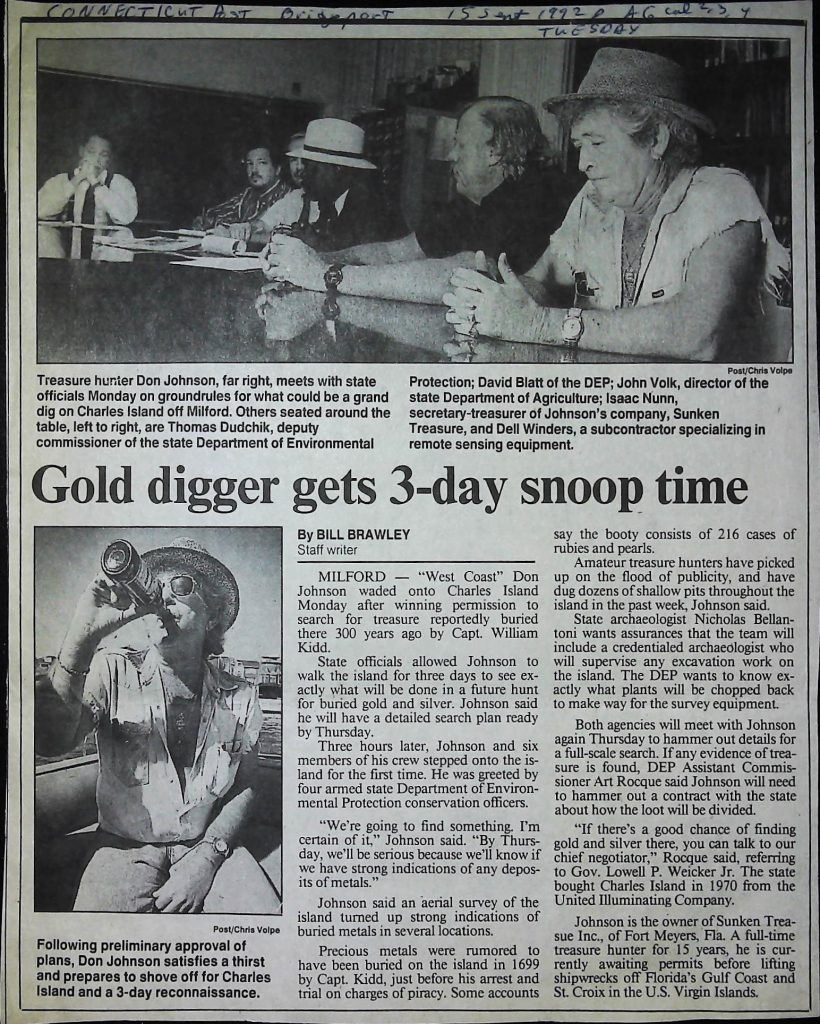 CONNECTICUT POST Bridgeport 15 Sept 1992 P A6 col 2,3,4
TUESDAY
Post/Chris Volpe
Treasure hunter Don Johnson, far right, meets with state
officials Monday on groundrules for what could be a grand
dig on Charles Island off Milford. Others seated around the
table, left to right, are Thomas Dudchik, deputy
commissioner of the state Department of Environmental
Protection; David Blatt of the DEP; John Volk, director of the
state Department of Agriculture; Isaac Nunn,
secretary-treasurer of Johnson's company, Sunken
Treasure, and Dell Winders, a subcontractor specializing in
remote sensing equipment.
Gold digger gets 3-day snoop time
Post/Chris Volpe
Following preliminary approval of
plans, Don Johnson satisfies a thirst
and prepares to shove off for Charles
Island and a 3-day reconnaissance.
By BILL BRAWLEY
Staff writer
MILFORD — “West Coast” Don
Johnson waded onto Charles Island
Monday after winning permission to
search for treasure reportedly buried
there 300 years ago by Capt. William
Kidd.
State officials allowed Johnson to
walk the island for three days to see ex-
actly what will be done in a future hunt
for buried gold and silver. Johnson said
he will have a detailed search plan ready
by Thursday.
Three hours later, Johnson and six
members of his crew stepped onto the is-
land for the first time. He was greeted by
four armed state Department of Environ-
mental Protection conservation officers.
“We're going to find something. I'm
certain of it,” Johnson said. “By Thurs-
day, we'll be serious because we'll know if
we have strong indications of any depos-
its of metals.”
Johnson said an aerial survey of the
island turned up strong indications of
buried metals in several locations.
Precious metals were rumored to
have been buried on the island in 1699
by Capt. Kidd, just before his arrest and
trial on charges of piracy. Some accounts
say the booty consists of 216 cases of
rubies and pearls.
Amateur treasure hunters have picked
up on the flood of publicity, and have
dug dozens of shallow pits throughout the
island in the past week, Johnson said.
State archaeologist Nicholas Bellan-
toni wants assurances that the team will
include a credentialed archaeologist who
will supervise any excavation work on
the island. The DEP wants to know ex-
actly what plants will be chopped back
to make way for the survey equipment.
Both agencies will meet with Johnson
again Thursday to hammer out details for
a full-scale search. If any evidence of trea-
sure is found, DEP Assistant Commis-
sioner Art Rocque said Johnson will need
to hammer out a contract with the state
about how the loot will be divided.
“If there's a good chance of finding
gold and silver there, you can talk to our
chief negotiator,” Rocque said, referring
to Gov. Lowell P. Weicker Jr. The state
bought Charles Island in 1970 from the
United Illuminating Company.
Johnson is the owner of Sunken Trea-
sue Inc., of Fort Meyers, Fla. A full-time
treasure hunter for 15 years, he is cur-
rently awaiting permits before lifting
shipwrecks off Florida's Gulf Coast and
St. Croix in the U.S. Virgin Islands.